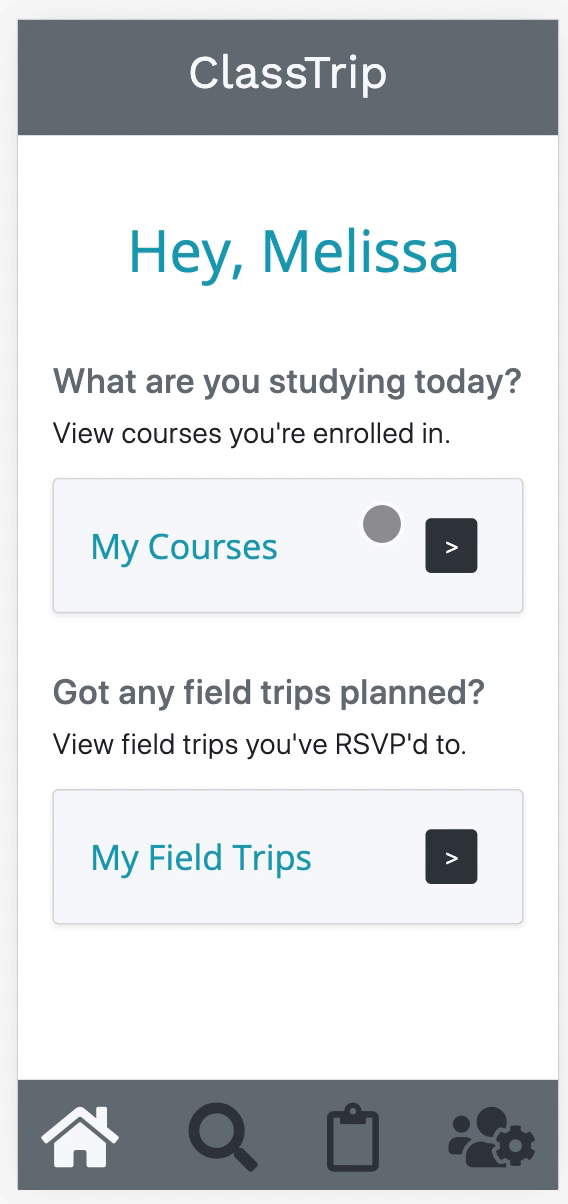 ClassTrip
Hey, Melissa
What are you studying today?
View courses you're enrolled in.
My Courses >
Got any field trips planned?
View field trips you've RSVP'd to.
My Field Trips >